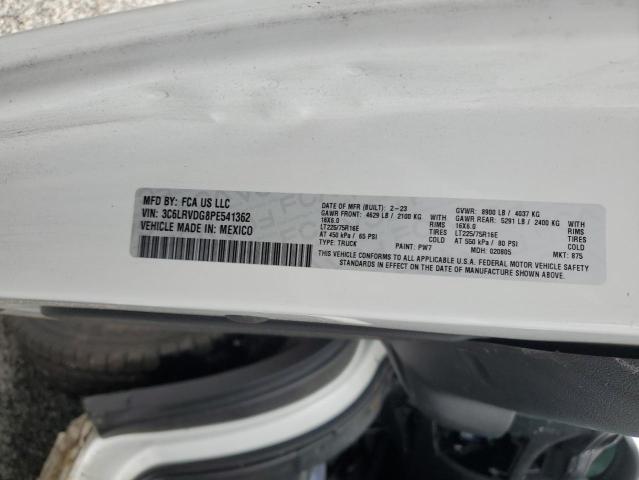 MFD BY: FCA US LLC
VIN: 3C6LRVDG8PE541362
VEHICLE MADE IN: MEXICO
DATE OF MFR (BUILT): 2-23 GVWR: 8900 LB / 4037 KG
GAWR FRONT: 4629 LB / 2100 KG GAWR REAR: 5291 LB / 2400 KG
16X6.0 RIMS 16X6.0 RIMS
LT225/75R16E TIRES LT225/75R16E TIRES
AT 450 kPa / 65 PSI COLD AT 550 kPa / 80 PSI COLD
TYPE: TRUCK PAINT: PW7 MDH: 020805 MKT: 875
THIS VEHICLE CONFORMS TO ALL APPLICABLE U.S.A. FEDERAL MOTOR VEHICLE SAFETY
STANDARDS IN EFFECT ON THE DATE OF MANUFACTURE SHOWN ABOVE.